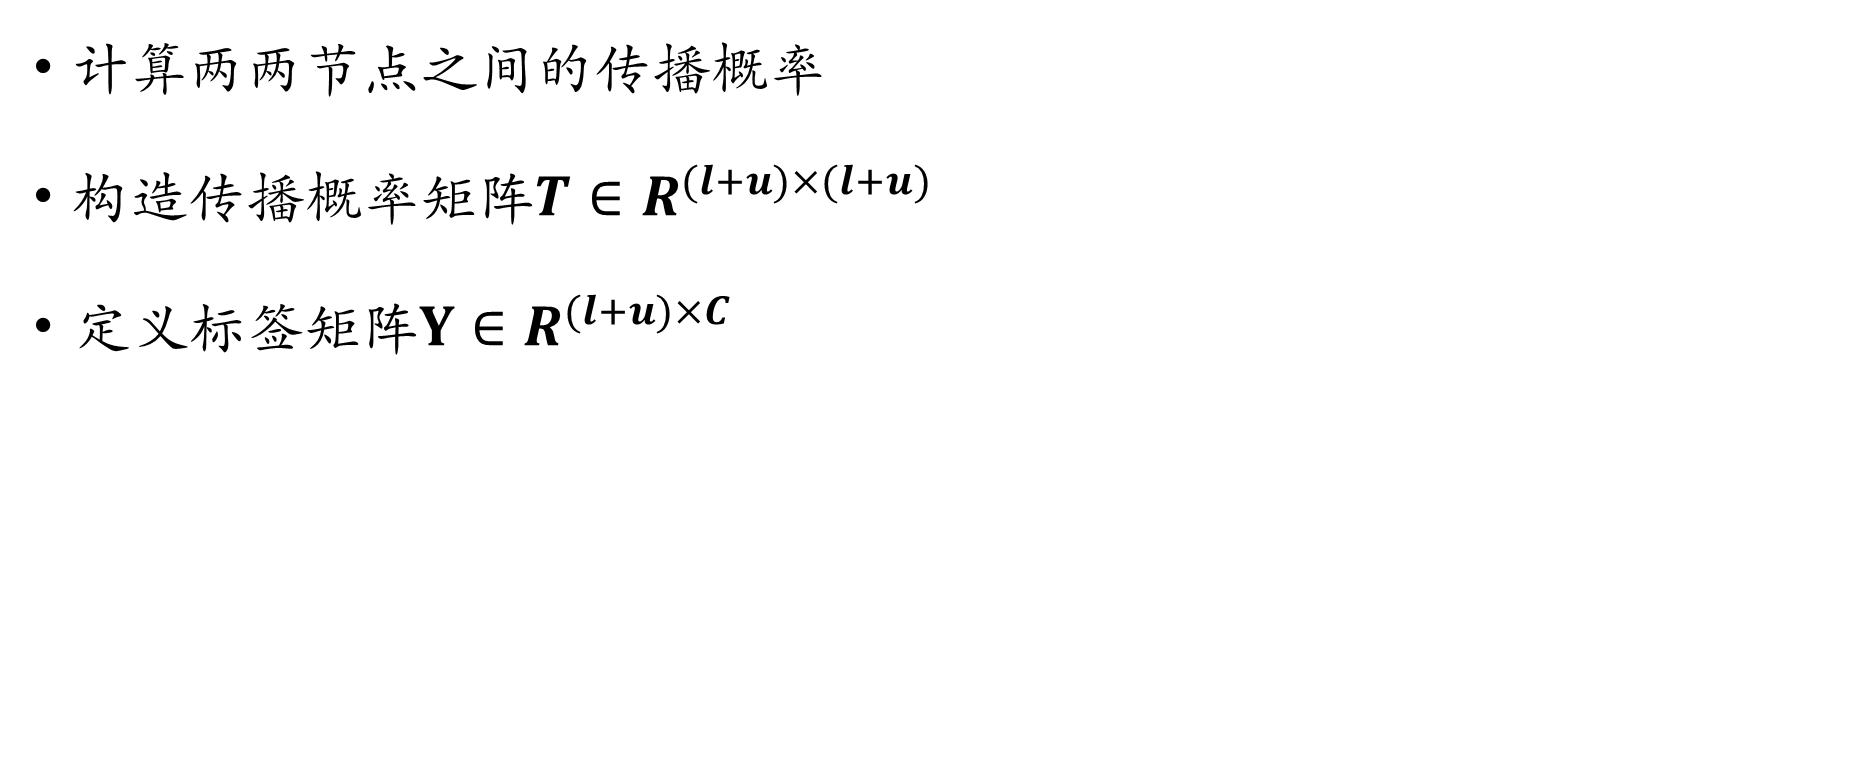 • 计算两两节点之间的传播概率
• 构造传播概率矩阵𝑻 ∈ 𝑹^{(𝒍+𝒖)×(𝒍+𝒖)}
• 定义标签矩阵𝐘 ∈ 𝑹^{(𝒍+𝒖)×𝑪}